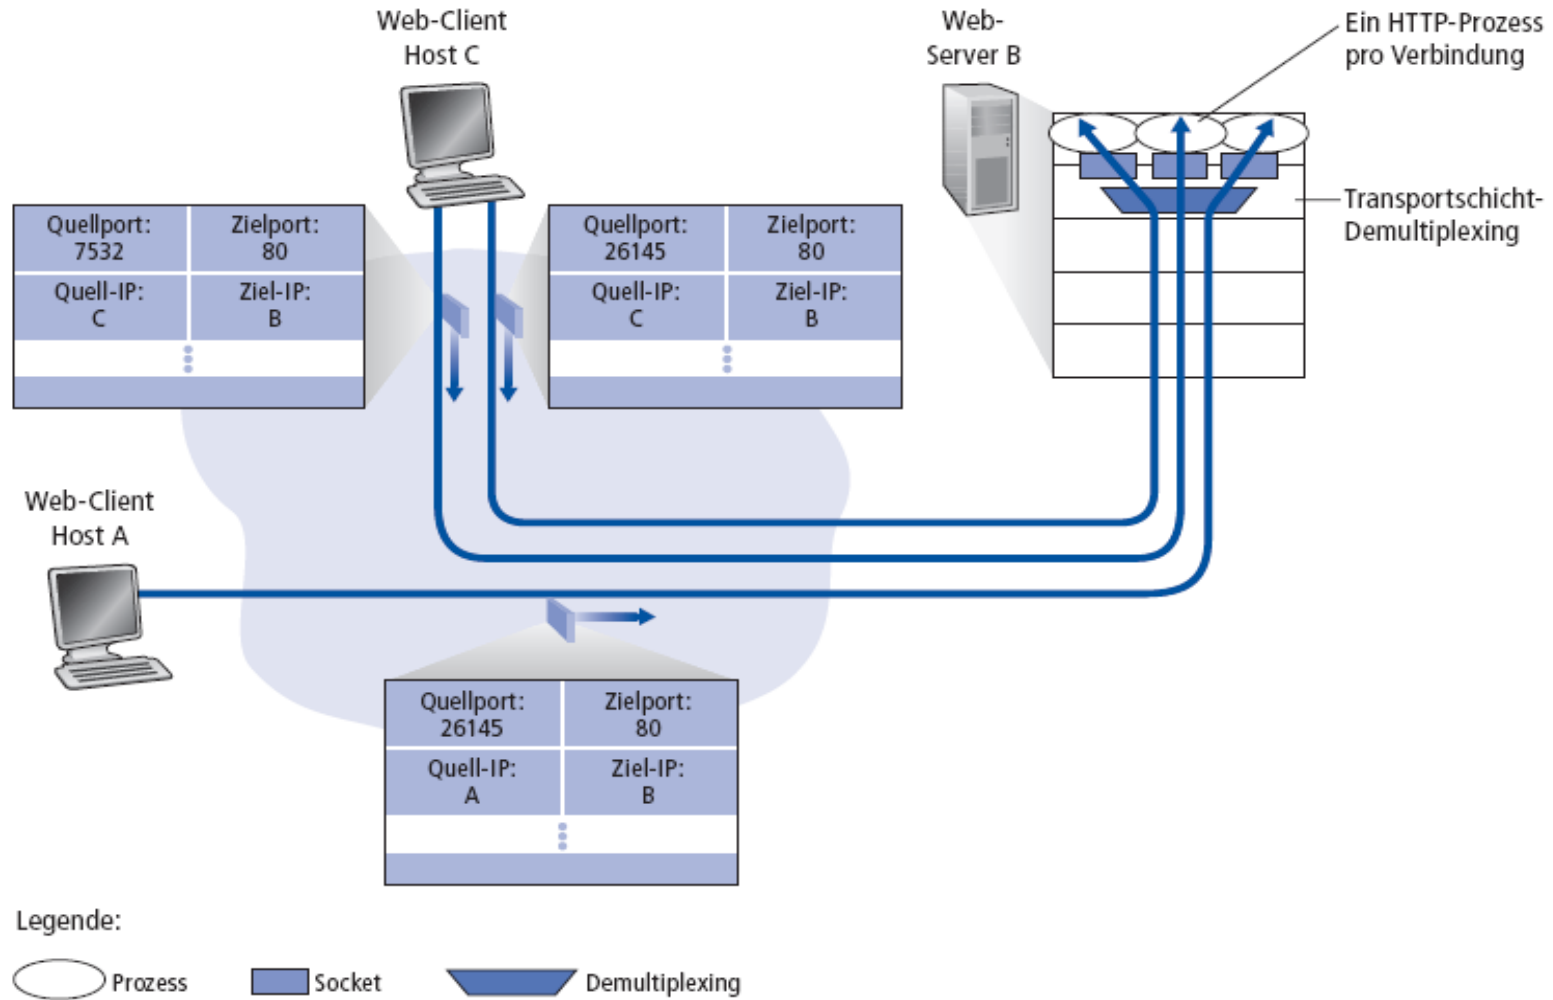 Web-Client
Host C
Web-
Server B
Ein HTTP-Prozess
pro Verbindung
Transportschicht-
Demultiplexing
Quellport:
7532
Zielport:
80
Quell-IP:
C
Ziel-IP:
B
Quellport:
26145
Zielport:
80
Quell-IP:
C
Ziel-IP:
B
Web-Client
Host A
Quellport:
26145
Zielport:
80
Quell-IP:
A
Ziel-IP:
B
Legende:
Prozess
Socket
Demultiplexing